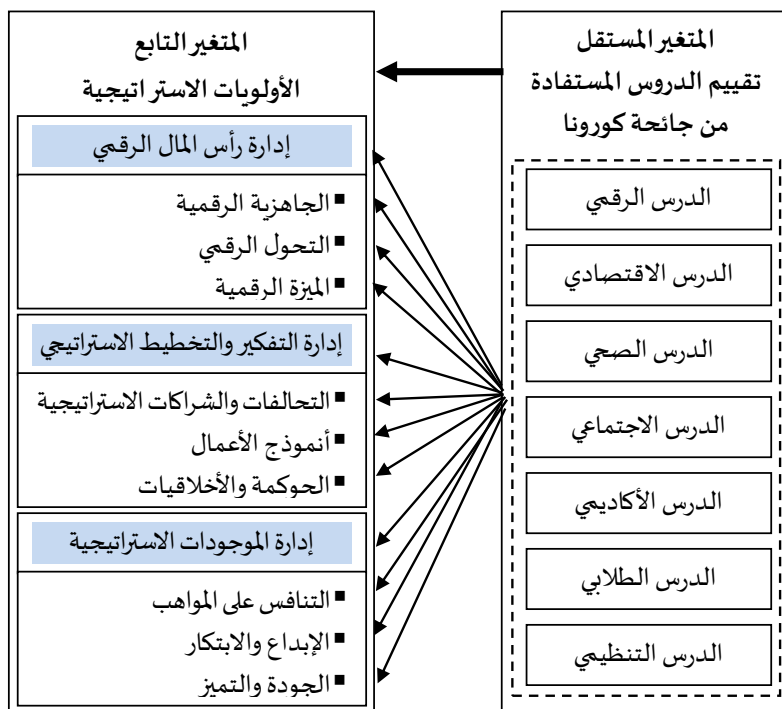 المتغير المستقل
تقييم الدروس المستفادة
من جائحة كورونا
الدرس الرقمي
الدرس الاقتصادي
الدرس الصحي
الدرس الاجتماعي
الدرس الأكاديمي
الدرس الطلابي
الدرس التنظيمي
المتغير التابع
الأولويات الاستراتيجية
إدارة رأس المال الرقمي
▪ الجاهزية الرقمية
▪ التحول الرقمي
▪ الميزة الرقمية
إدارة التفكير والتخطيط الاستراتيجي
▪ التحالفات والشراكات الاستراتيجية
▪ أنموذج الأعمال
▪ الحوكمة والأخلاقيات
إدارة الموجودات الاستراتيجية
▪ التنافس على المواهب
▪ الإبداع والابتكار
▪ الجودة والتميز